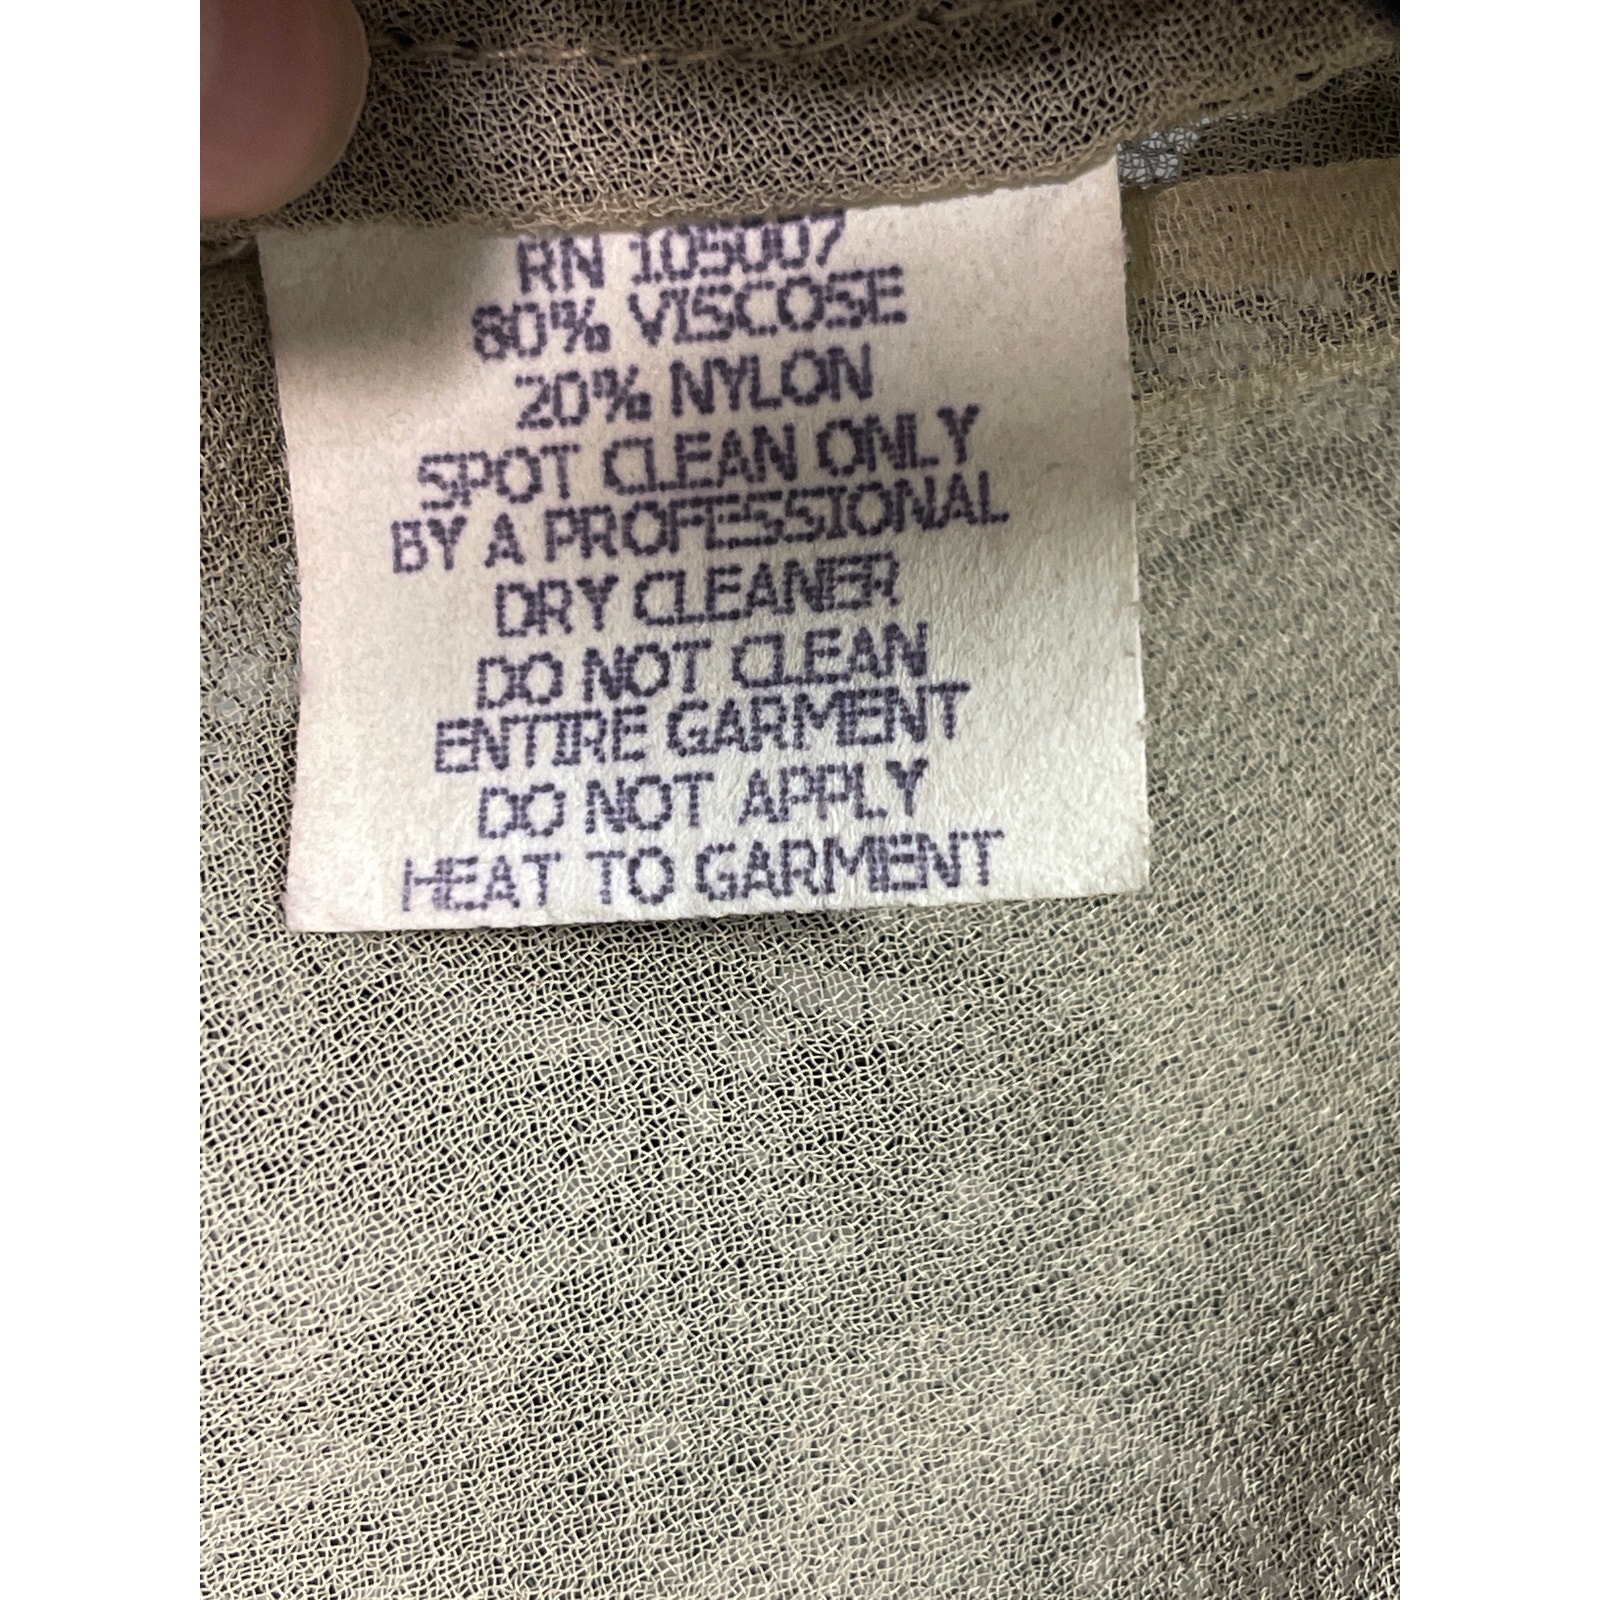 RN 105007
80% VISCOSE
20% NYLON
SPOT CLEAN ONLY
BY A PROFESSIONAL
DRY CLEANER
DO NOT CLEAN
ENTIRE GARMENT
DO NOT APPLY
HEAT TO GARMENT